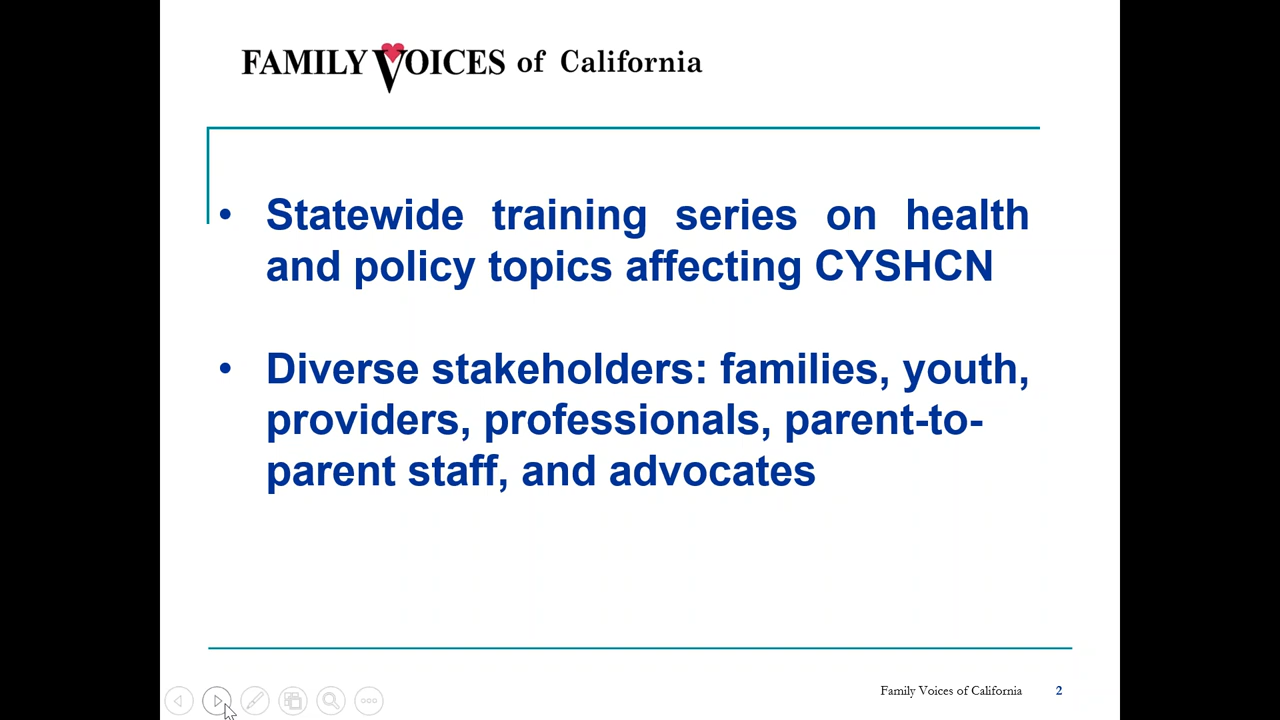 FAMILY VOICES of California
• Statewide training series on health
and policy topics affecting CYSHCN
• Diverse stakeholders: families, youth,
providers, professionals, parent-to-
parent staff, and advocates
Family Voices of California 2